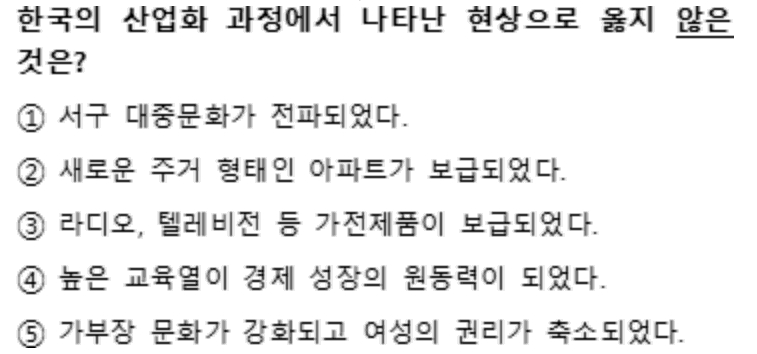 한국의 산업화 과정에서 나타난 현상으로 옳지 않은
것은?
① 서구 대중문화가 전파되었다.
② 새로운 주거 형태인 아파트가 보급되었다.
③ 라디오, 텔레비전 등 가전제품이 보급되었다.
④ 높은 교육열이 경제 성장의 원동력이 되었다.
⑤ 가부장 문화가 강화되고 여성의 권리가 축소되었다.